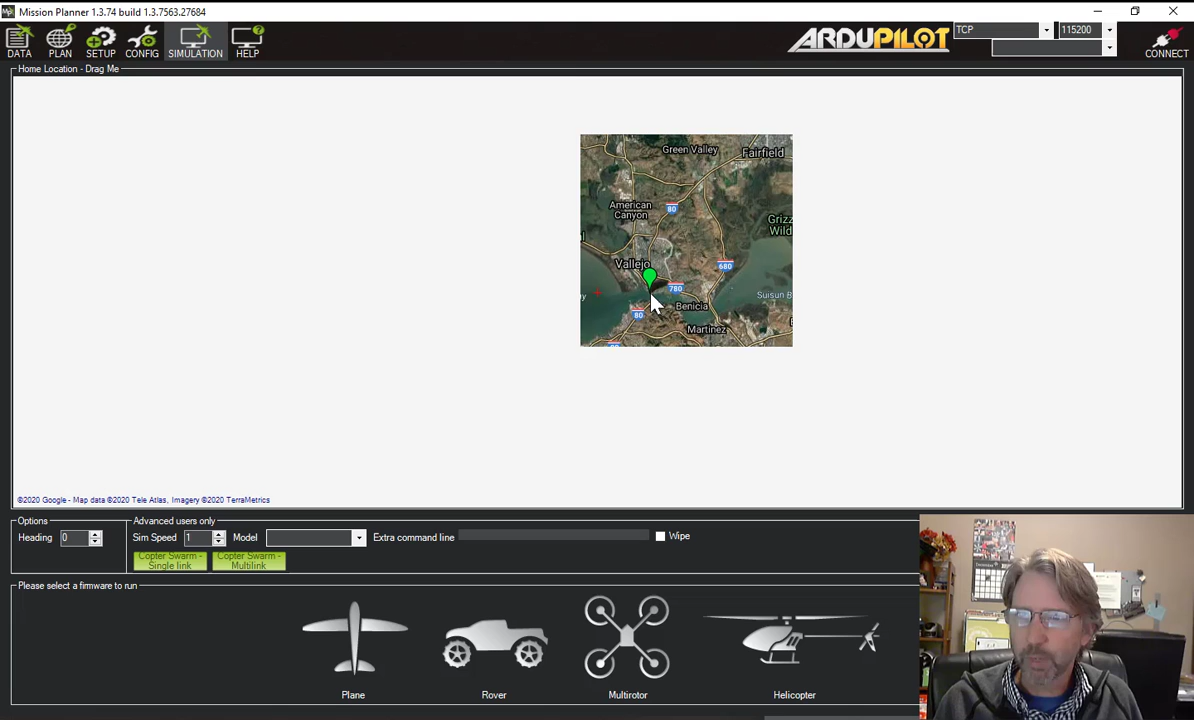 Mission Planner 1.3.74 build 1.3.7563.27684
DATA
PLAN
SETUP
CONFIG
SIMULATION
HELP
ARDUPILOT
TCP
115200
CONNECT
Home Location - Drag Me
Green Valley
Fairfield
80
American
Canyon
Grizz
Wild
Vallejo
680
780
80
Benicia
Suisun B
Martinez
©2020 Google - Map data ©2020 Tele Atlas, Imagery ©2020 TerraMetrics
Options
Heading
0
Advanced users only
Sim Speed
1
Model
Extra command line
Wipe
Copter Swarm -
Single link
Copter Swarm -
Multilink
Please select a firmware to run
Plane
Rover
Multirotor
Helicopter